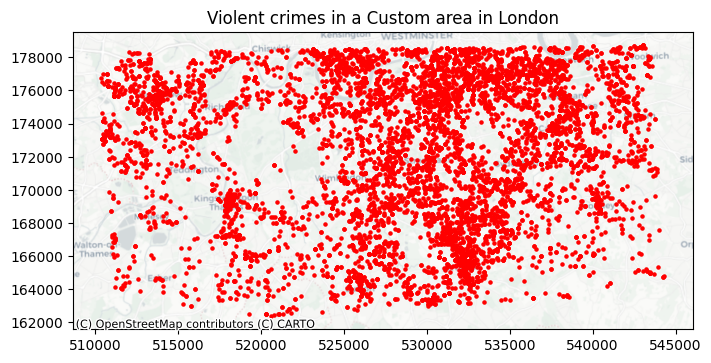 Violent crimes in a Custom area in London
178000
176000
174000
172000
170000
168000
166000
164000
162000
Kensington
WESTMINSTER
Chiswick
(C) OpenStreetMap contributors (C) CARTO
510000 515000 520000 525000 530000 535000 540000 545000